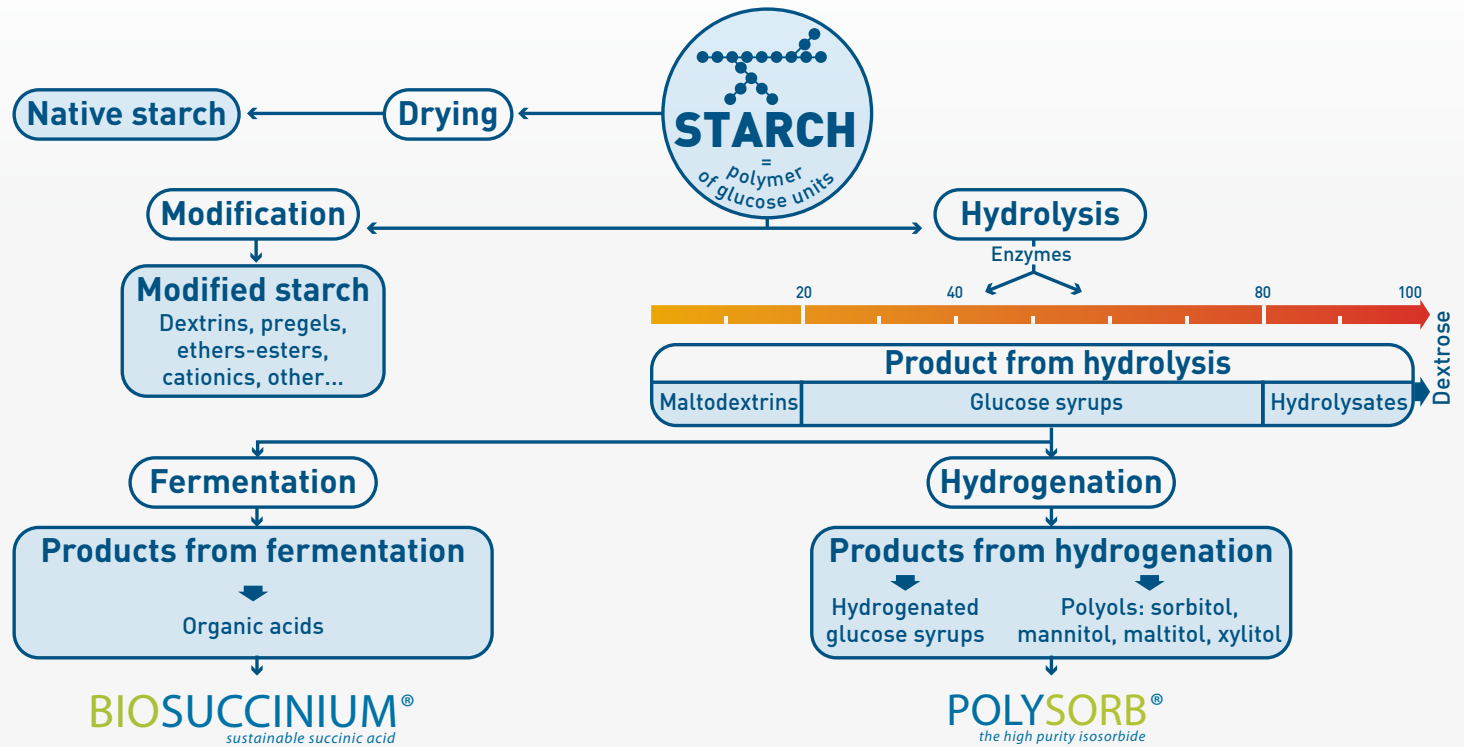 STARCH
=
polymer
of glucose units
Drying
Native starch
Modification
Modified starch
Dextrins, pregels,
ethers-esters,
cationics, other...
Hydrolysis
Enzymes
20 40 80 100
Dextrose
Product from hydrolysis
Maltodextrins Glucose syrups Hydrolysates
Fermentation
Products from fermentation
Organic acids
BIOSUCCINIUM®
sustainable succinic acid
Hydrogenation
Products from hydrogenation
Hydrogenated
glucose syrups
Polyols: sorbitol,
mannitol, maltitol, xylitol
POLYSORB®
the high purity isosorbide